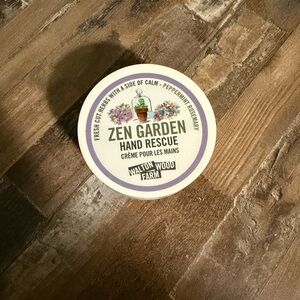 FRESH CUT HERBS WITH A SIDE OF CALM - PEPPERMINT ROSEMARY
ZEN GARDEN
HAND RESCUE
CRÈME POUR LES MAINS
WALTON WOOD
FARM